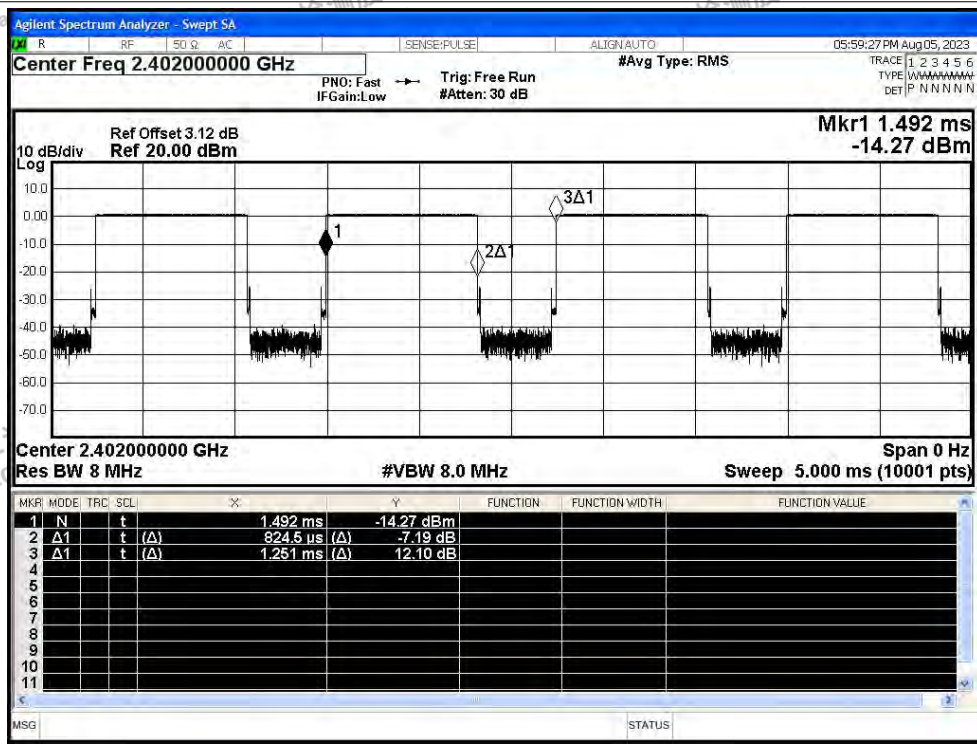 Agilent Spectrum Analyzer - Swept SA
R RF 50 Ω AC SENSE:PULSE ALIGN AUTO 05:59:27 PM Aug 05, 2023
Center Freq 2.402000000 GHz
PNO: Fast
IFGain:Low
Trig: Free Run
#Atten: 30 dB
#Avg Type: RMS
TRACE 1 2 3 4 5 6
TYPE
DET P N N N N N
Mkr1 1.492 ms
-14.27 dBm
Ref Offset 3.12 dB
10 dB/div Ref 20.00 dBm
Log
10.0
0.00
-10.0
-20.0
-30.0
-40.0
-50.0
-60.0
-70.0
1
2Δ1
3Δ1
Center 2.402000000 GHz Span 0 Hz
Res BW 8 MHz #VBW 8.0 MHz Sweep 5.000 ms (10001 pts)
MKR MODE TRC SCL X Y FUNCTION FUNCTION WIDTH FUNCTION VALUE
1 N t 1.492 ms -14.27 dBm
2 Δ1 t (Δ) 824.5 µs (Δ) -7.19 dB
3 Δ1 t (Δ) 1.251 ms (Δ) 12.10 dB
4
5
6
7
8
9
10
11
MSG STATUS